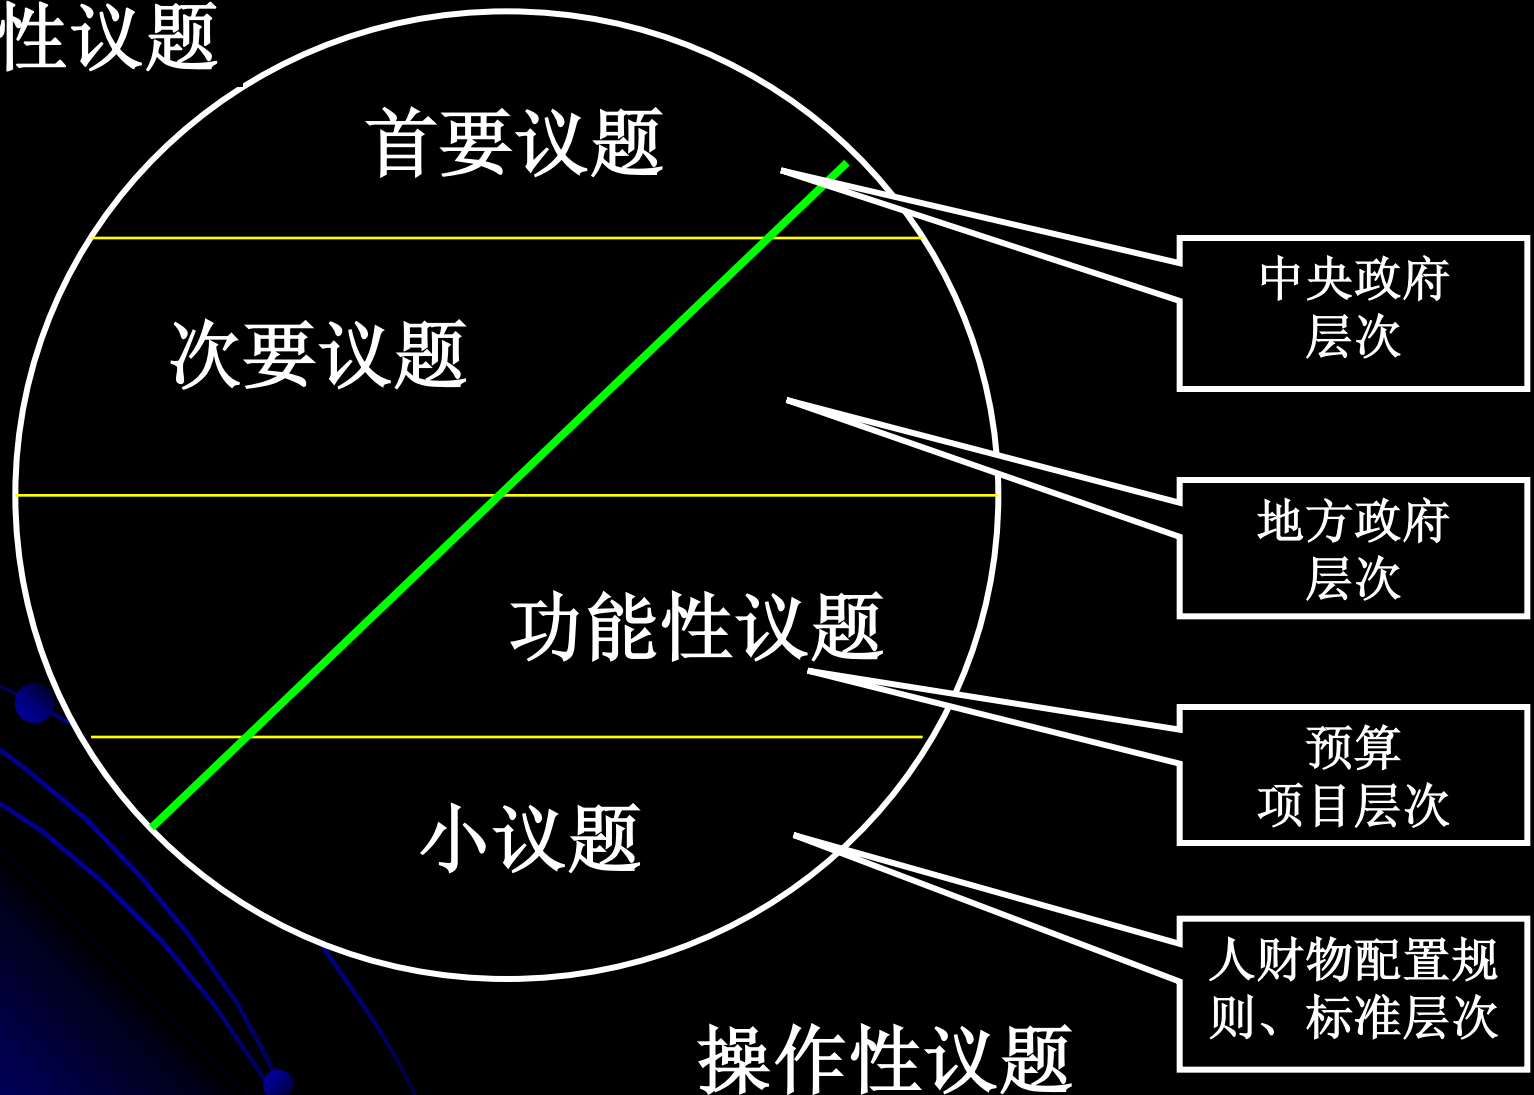 性议题
首要议题
次要议题
功能性议题
小议题
中央政府
层次
地方政府
层次
预算
项目层次
人财物配置规
则、标准层次
操作性议题